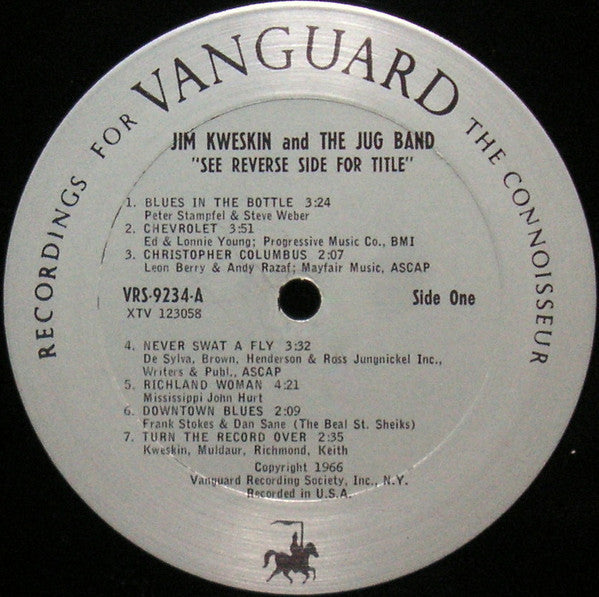 RECORDINGS FOR VANGUARD THE CONNOISSEUR
JIM KWESKIN and THE JUG BAND
"SEE REVERSE SIDE FOR TITLE"
1. BLUES IN THE BOTTLE 3:24
Peter Stampfel & Steve Weber
2. CHEVROLET 3:51
Ed & Lonnie Young; Progressive Music Co., BMI
3. CHRISTOPHER COLUMBUS 2:07
Leon Berry & Andy Razaf; Mayfair Music, ASCAP
VRS-9234-A Side One
XTV 123058
4. NEVER SWAT A FLY 3:32
De Sylva, Brown, Henderson & Ross Jungnickel Inc.,
Writers & Publ., ASCAP
5. RICHLAND WOMAN 4:21
Mississippi John Hurt
6. DOWNTOWN BLUES 2:09
Frank Stokes & Dan Sane (The Beal St. Sheiks)
7. TURN THE RECORD OVER 2:35
Kweskin, Muldaur, Richmond, Keith
Copyright 1966
Vanguard Recording Society, Inc., N.Y.
Recorded in U.S.A.